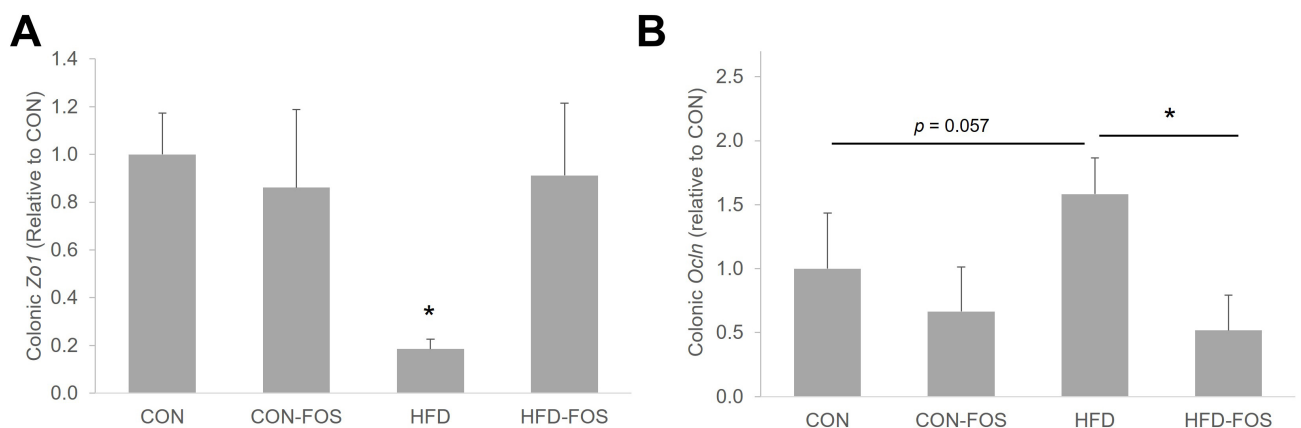 A
Colonic Zo1 (Relative to CON)
1.4
1.2
1.0
0.8
0.6
0.4
0.2
0.0
*
CON CON-FOS HFD HFD-FOS
B
Colonic Ocln (relative to CON)
2.5
2.0
1.5
1.0
0.5
0.0
p = 0.057
*
CON CON-FOS HFD HFD-FOS